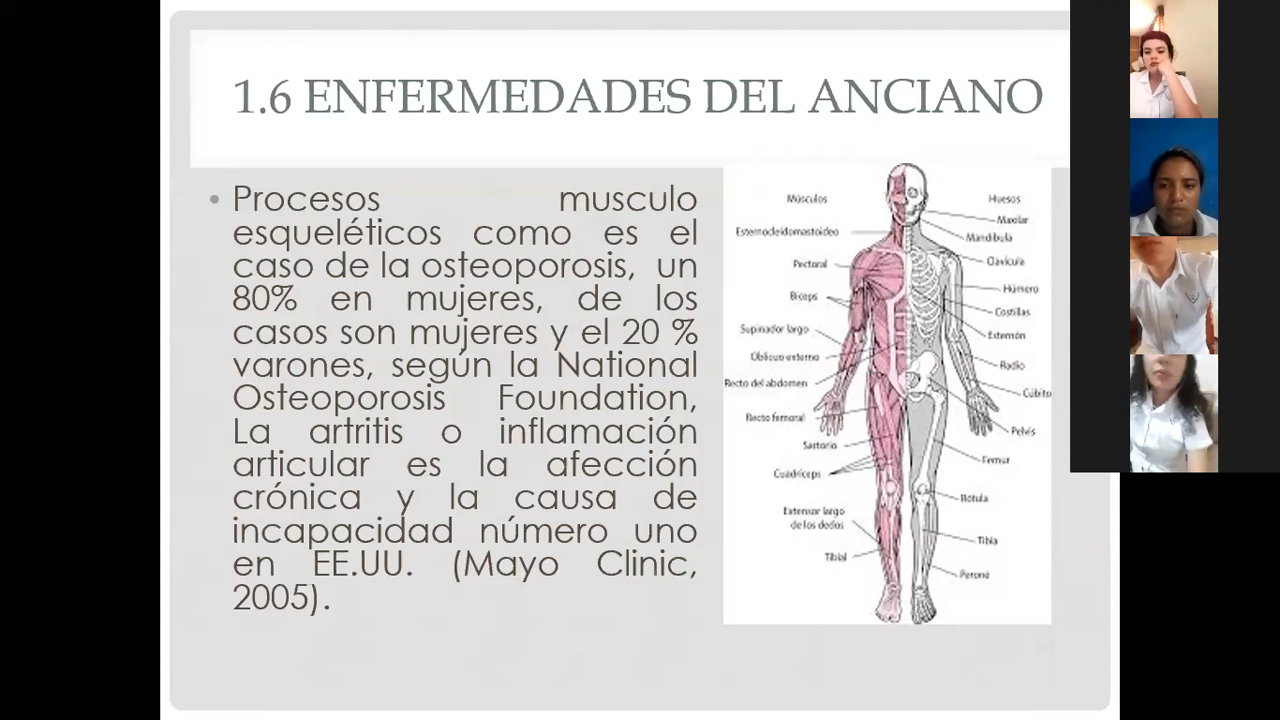 1.6 ENFERMEDADES DEL ANCIANO
• Procesos musculo
esqueléticos como es el
caso de la osteoporosis, un
80% en mujeres, de los
casos son mujeres y el 20 %
varones, según la National
Osteoporosis Foundation,
La artritis o inflamación
articular es la afección
crónica y la causa de
incapacidad número uno
en EE.UU. (Mayo Clinic,
2005).
Músculos
Esternocleidomastoideo
Pectoral
Biceps
Supinador largo
Oblicuo externo
Recto del abdomen
Recto femoral
Sartorio
Cuadríceps
Extensor largo
de los dedos
Tibial
Huesos
Maxilar
Mandíbula
Clavícula
Húmero
Costillas
Esternón
Radio
Cúbito
Pelvis
Femur
Rótula
Tibia
Peroné